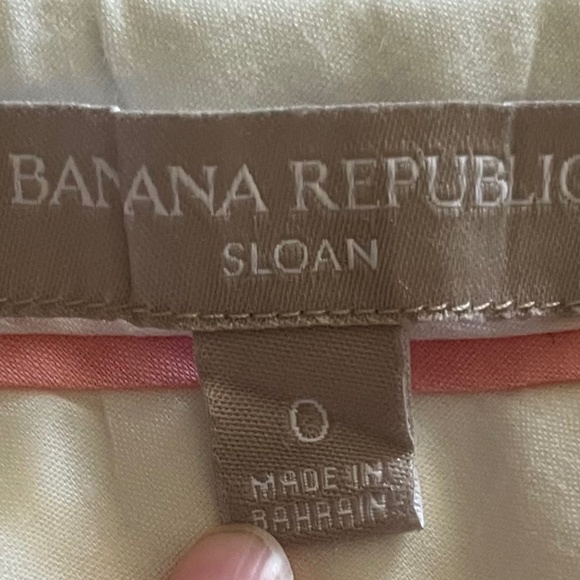 BANANA REPUBLIC
SLOAN
0
MADE IN
BAHRAIN